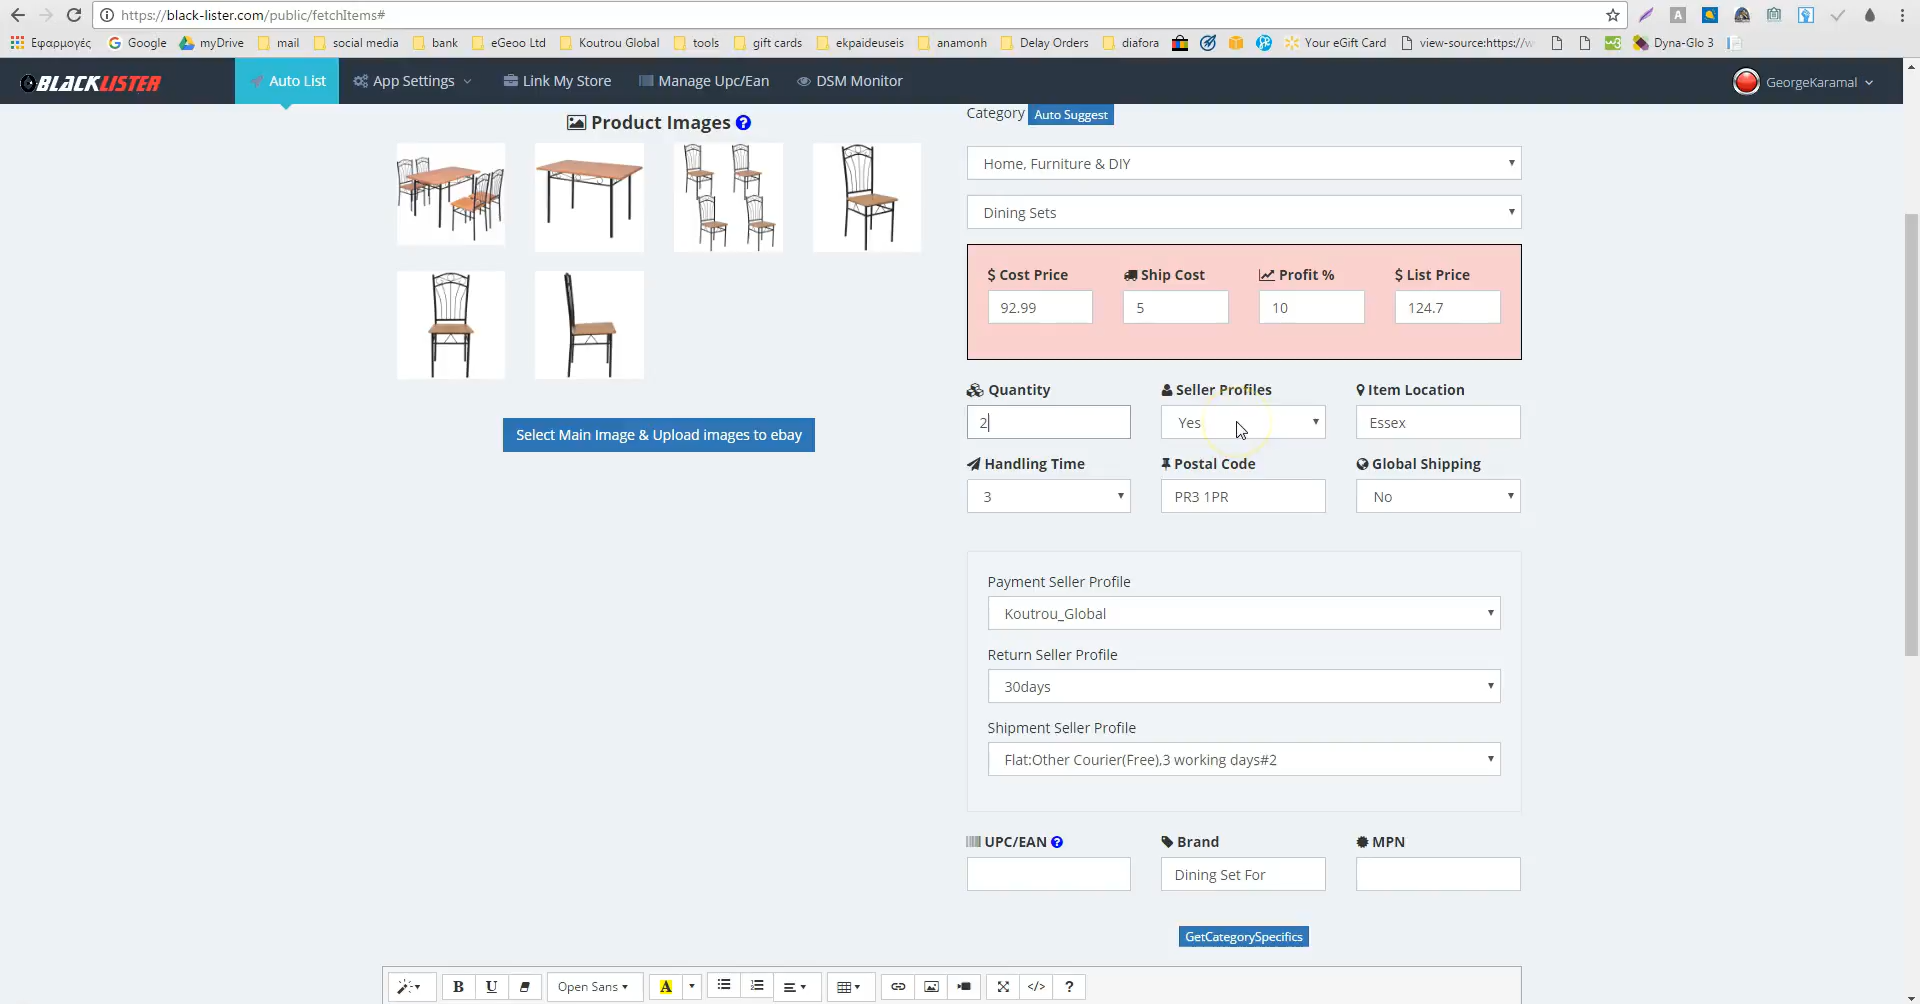 https://black-lister.com/public/fetchItems#
Εφαρμογές Google myDrive mail social media bank eGeoo Ltd Koutrou Global tools gift cards ekpaideuseis anamonh Delay Orders diafora Your eGift Card view-source:https://w Dyna-Glo 3
BLACKLISTER Auto List App Settings Link My Store Manage Upc/Ean DSM Monitor GeorgeKaramal
Product Images ?
Category Auto Suggest
Home, Furniture & DIY
Dining Sets
$ Cost Price Ship Cost Profit % $ List Price
92.99 5 10 124.7
Quantity Seller Profiles Item Location
2 Yes Essex
Select Main Image & Upload images to ebay
Handling Time Postal Code Global Shipping
3 PR3 1PR No
Payment Seller Profile
Koutrou_Global
Return Seller Profile
30days
Shipment Seller Profile
Flat:Other Courier(Free),3 working days#2
UPC/EAN ? Brand MPN
Dining Set For
GetCategorySpecifics
B U Open Sans A </> ?